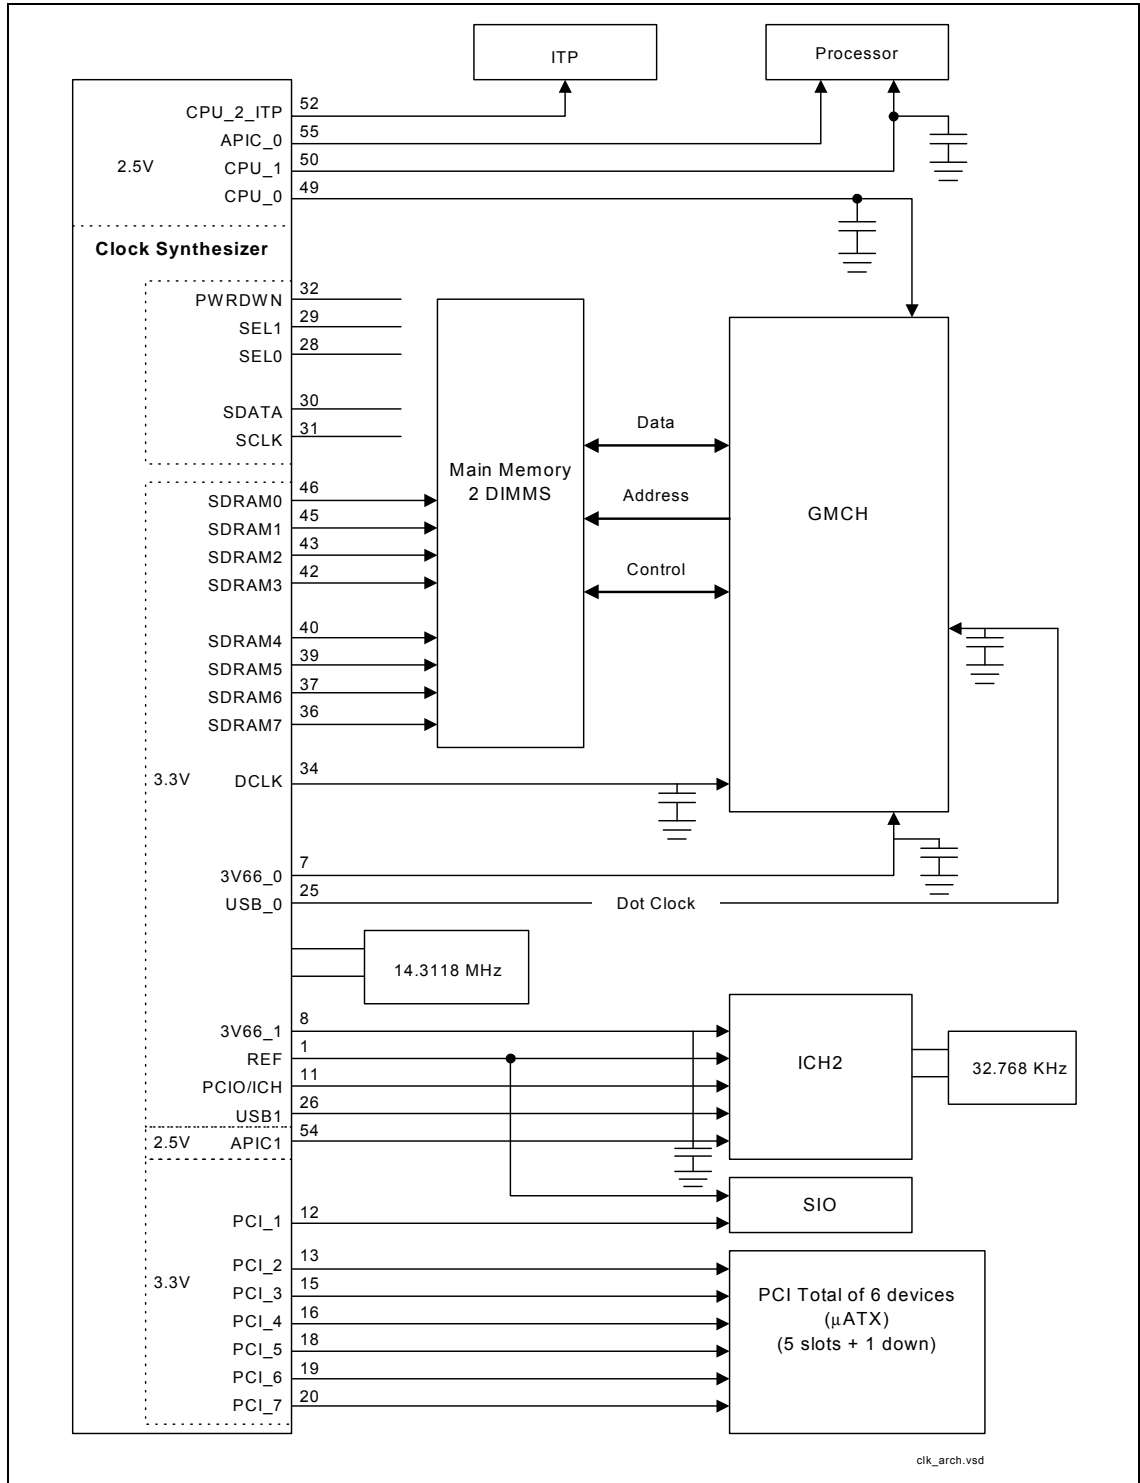 ITP
Processor
CPU_2_ITP 52
APIC_0 55
2.5V
CPU_1 50
CPU_0 49
Clock Synthesizer
PWRDWN 32
SEL1 29
SEL0 28
SDATA 30
SCLK 31
Data
Main Memory
2 DIMMS
Address
GMCH
Control
SDRAM0 46
SDRAM1 45
SDRAM2 43
SDRAM3 42
SDRAM4 40
SDRAM5 39
SDRAM6 37
SDRAM7 36
3.3V
DCLK 34
3V66_0 7
USB_0 25
Dot Clock
14.3118 MHz
3V66_1 8
REF 1
ICH2
32.768 KHz
PCIO/ICH 11
USB1 26
2.5V
APIC1 54
SIO
PCI_1 12
PCI_2 13
3.3V
PCI_3 15
PCI_4 16
PCI_5 18
PCI_6 19
PCI_7 20
PCI Total of 6 devices
(µATX)
(5 slots + 1 down)
clk_arch.vsd